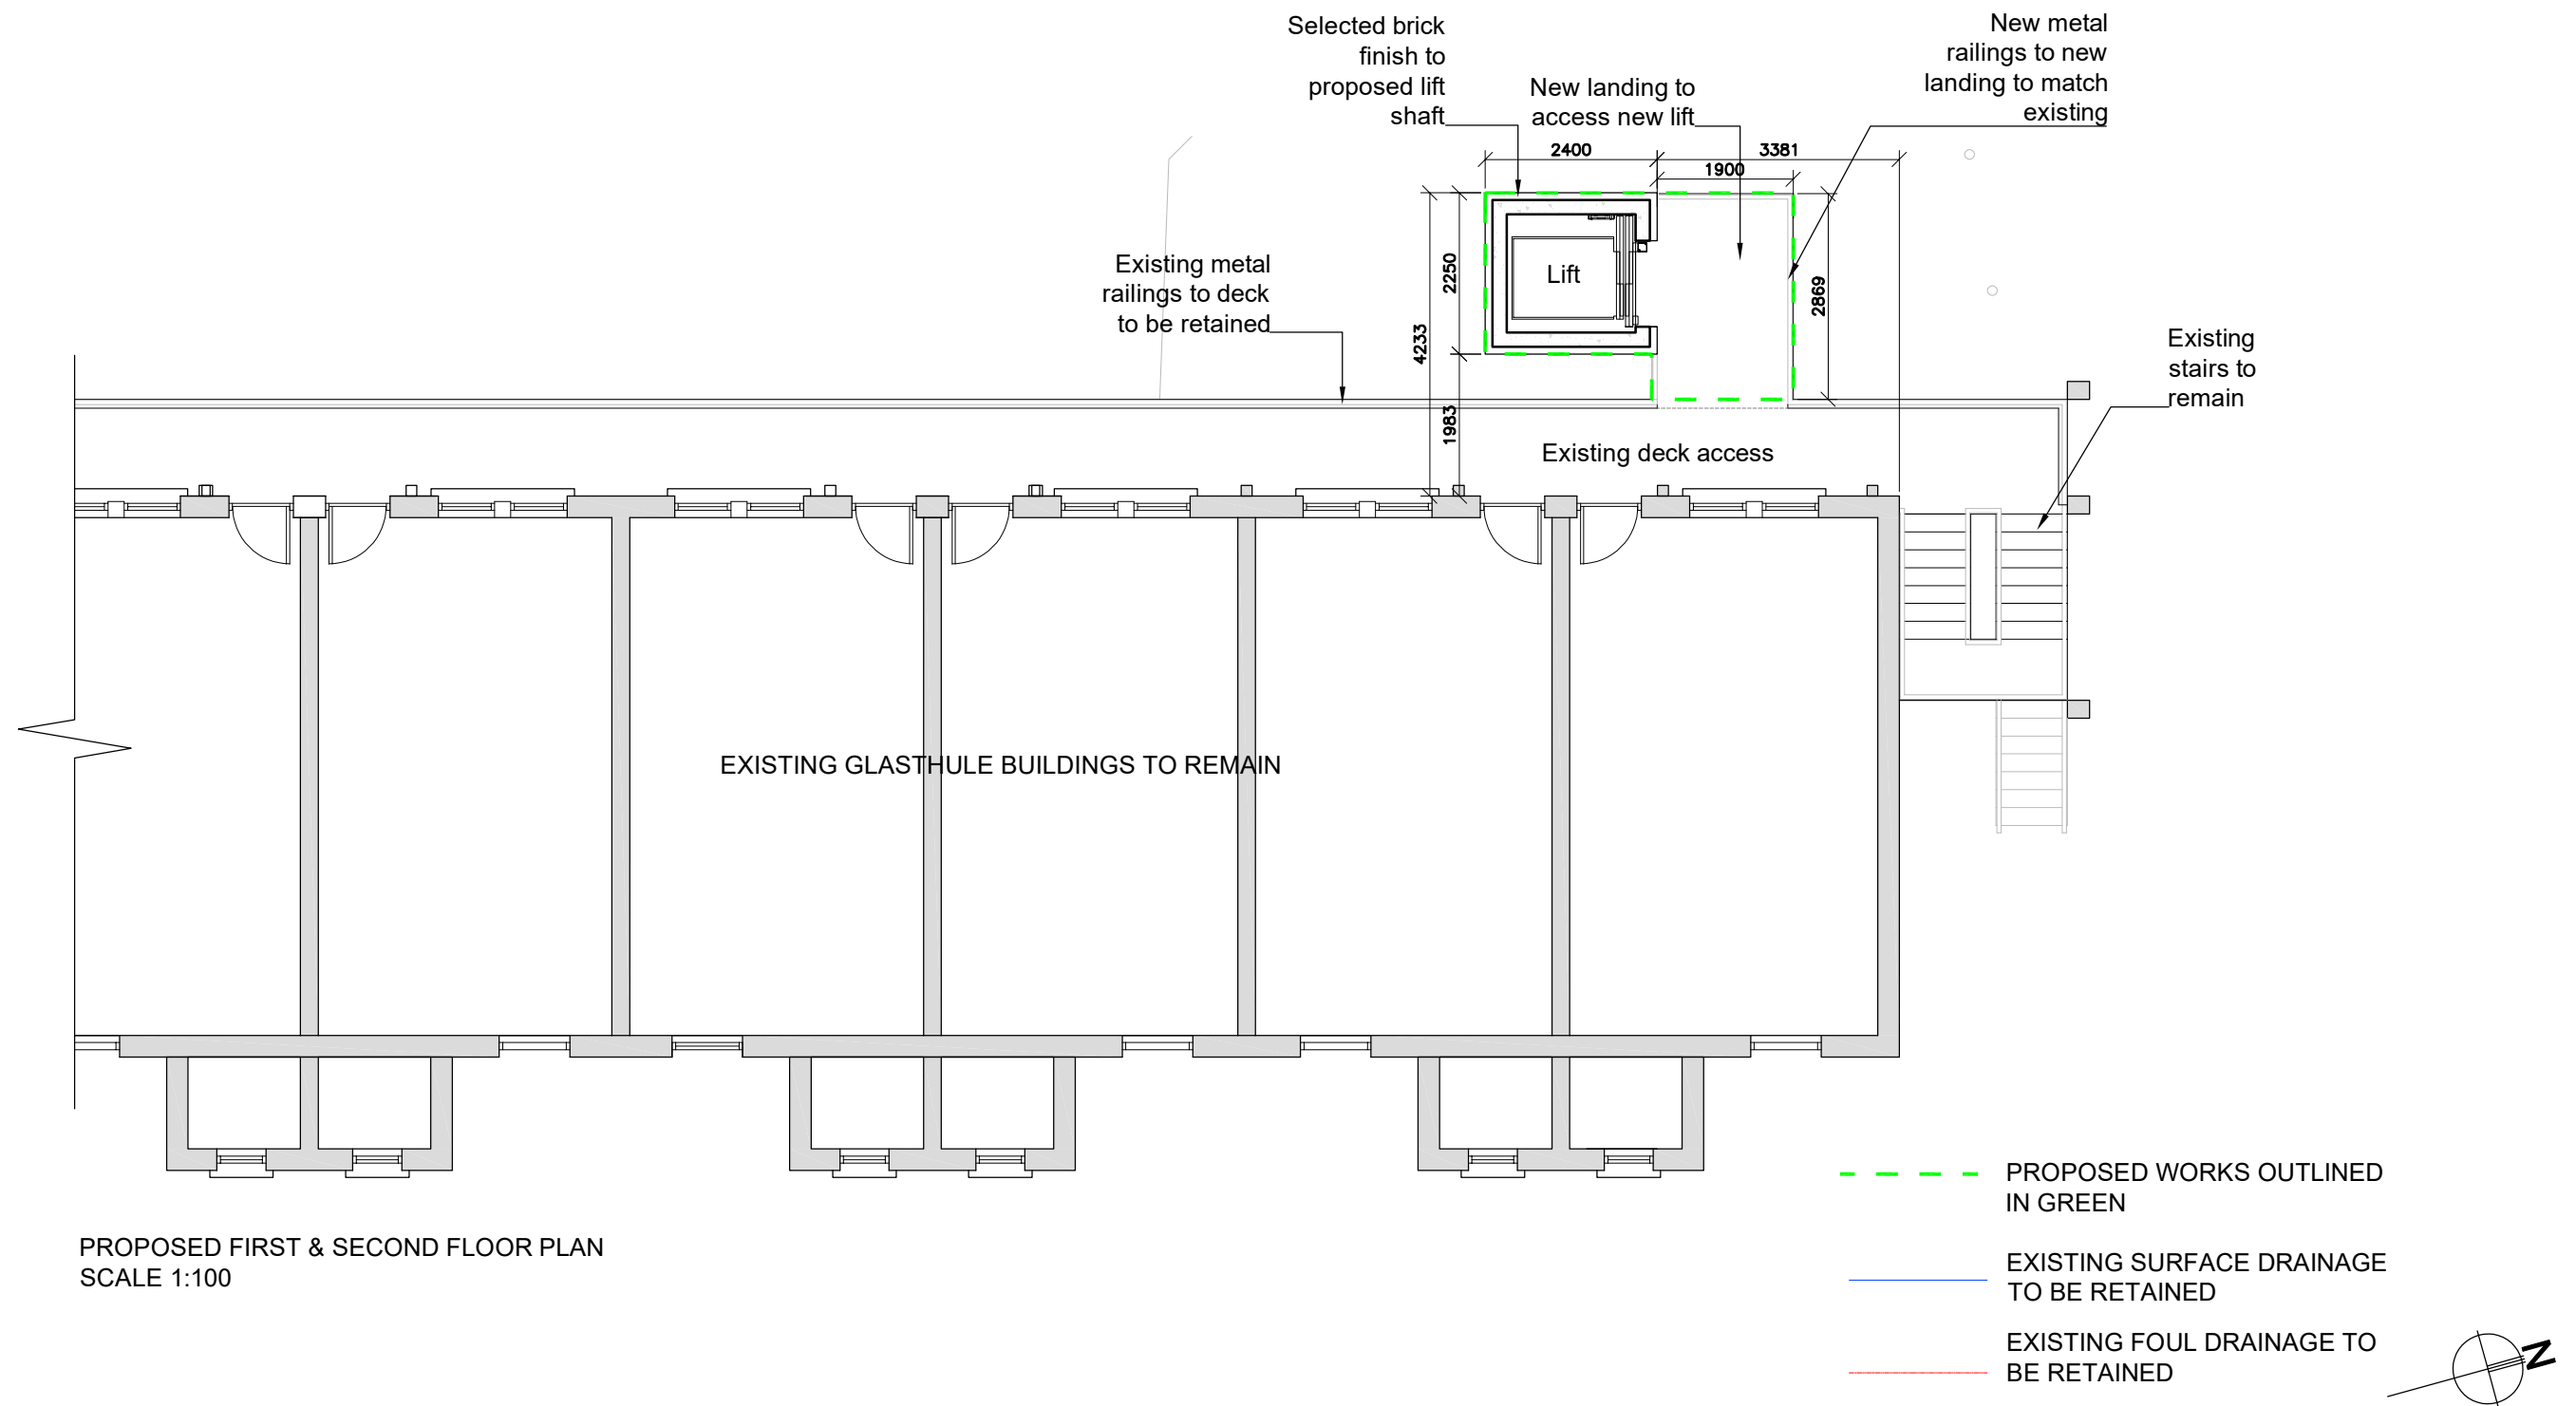 Selected brick
finish to
proposed lift
shaft
New landing to
access new lift
New metal
railings to new
landing to match
existing
2400
3381
1900
2250
4233
2869
1983
Lift
Existing metal
railings to deck
to be retained
Existing
stairs to
remain
Existing deck access
EXISTING GLASTHULE BUILDINGS TO REMAIN
PROPOSED FIRST & SECOND FLOOR PLAN
SCALE 1:100
PROPOSED WORKS OUTLINED
IN GREEN
EXISTING SURFACE DRAINAGE
TO BE RETAINED
EXISTING FOUL DRAINAGE TO
BE RETAINED
N